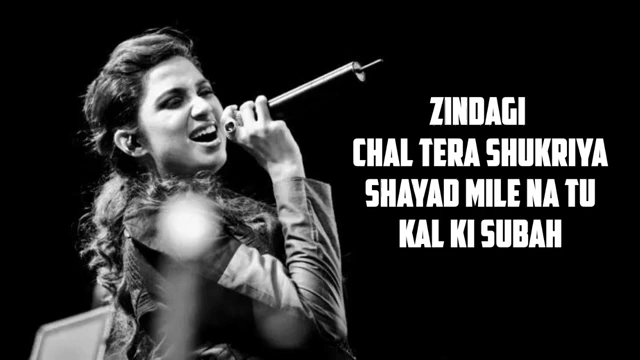 ZINDAGI
CHAL TERA SHUKRIYA
SHAYAD MILE NA TU
KAL KI SUBAH